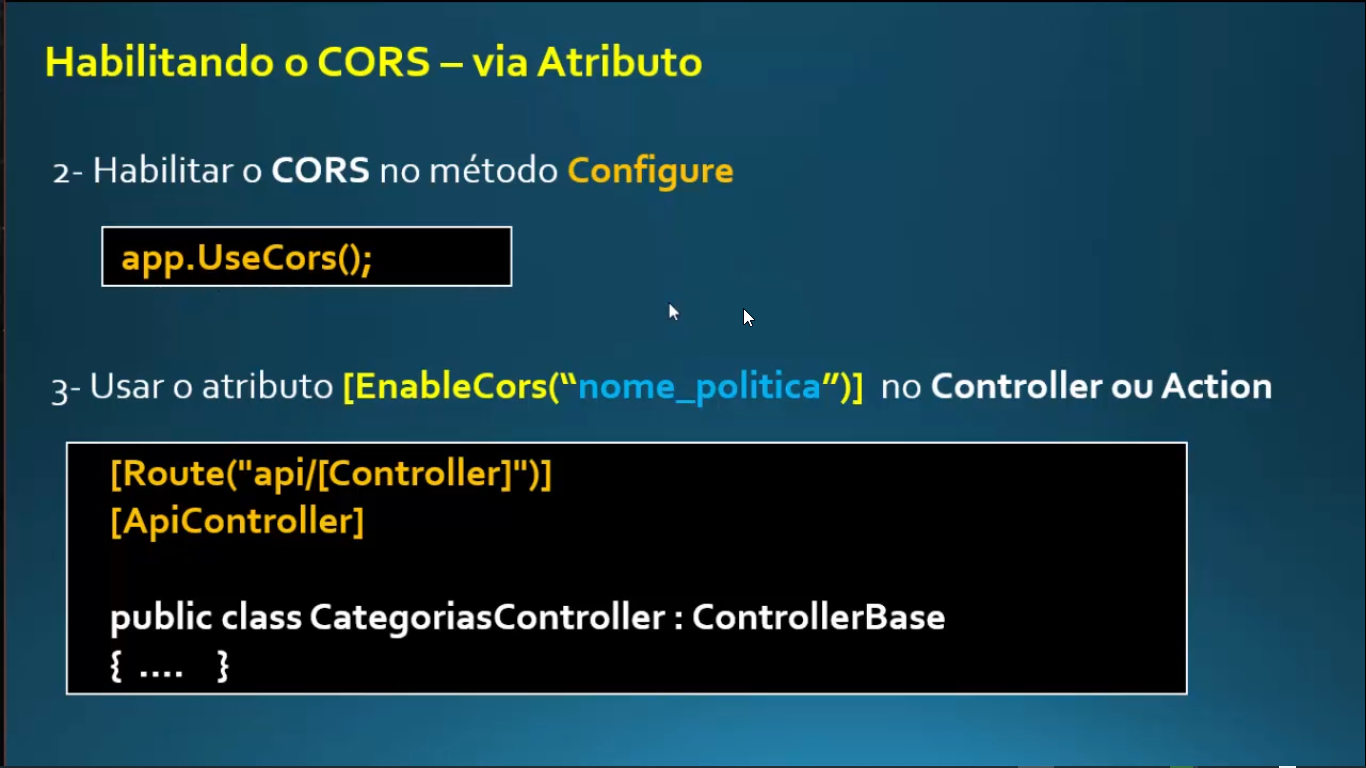 Habilitando o CORS – via Atributo
2- Habilitar o CORS no método Configure
app.UseCors();
3- Usar o atributo [EnableCors(“nome_politica”)] no Controller ou Action
[Route("api/[Controller]")]
[ApiController]
public class CategoriasController : ControllerBase
{ .... }